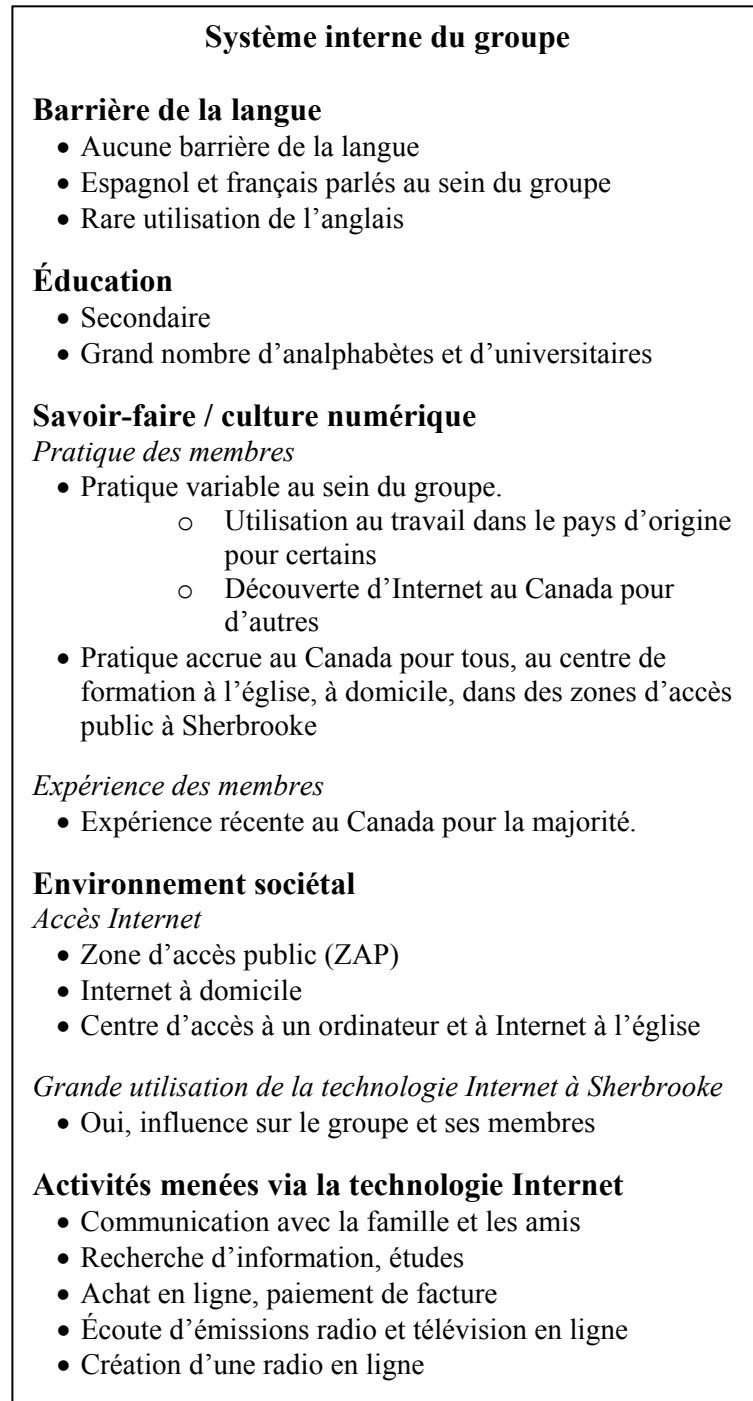 Système interne du groupe
Barrière de la langue
• Aucune barrière de la langue
• Espagnol et français parlés au sein du groupe
• Rare utilisation de l’anglais
Éducation
• Secondaire
• Grand nombre d’analphabètes et d’universitaires
Savoir-faire / culture numérique
Pratique des membres
• Pratique variable au sein du groupe.
o Utilisation au travail dans le pays d’origine
pour certains
o Découverte d’Internet au Canada pour
d’autres
• Pratique accrue au Canada pour tous, au centre de
formation à l’église, à domicile, dans des zones d’accès
public à Sherbrooke
Expérience des membres
• Expérience récente au Canada pour la majorité.
Environnement sociétal
Accès Internet
• Zone d’accès public (ZAP)
• Internet à domicile
• Centre d’accès à un ordinateur et à Internet à l’église
Grande utilisation de la technologie Internet à Sherbrooke
• Oui, influence sur le groupe et ses membres
Activités menées via la technologie Internet
• Communication avec la famille et les amis
• Recherche d’information, études
• Achat en ligne, paiement de facture
• Écoute d’émissions radio et télévision en ligne
• Création d’une radio en ligne